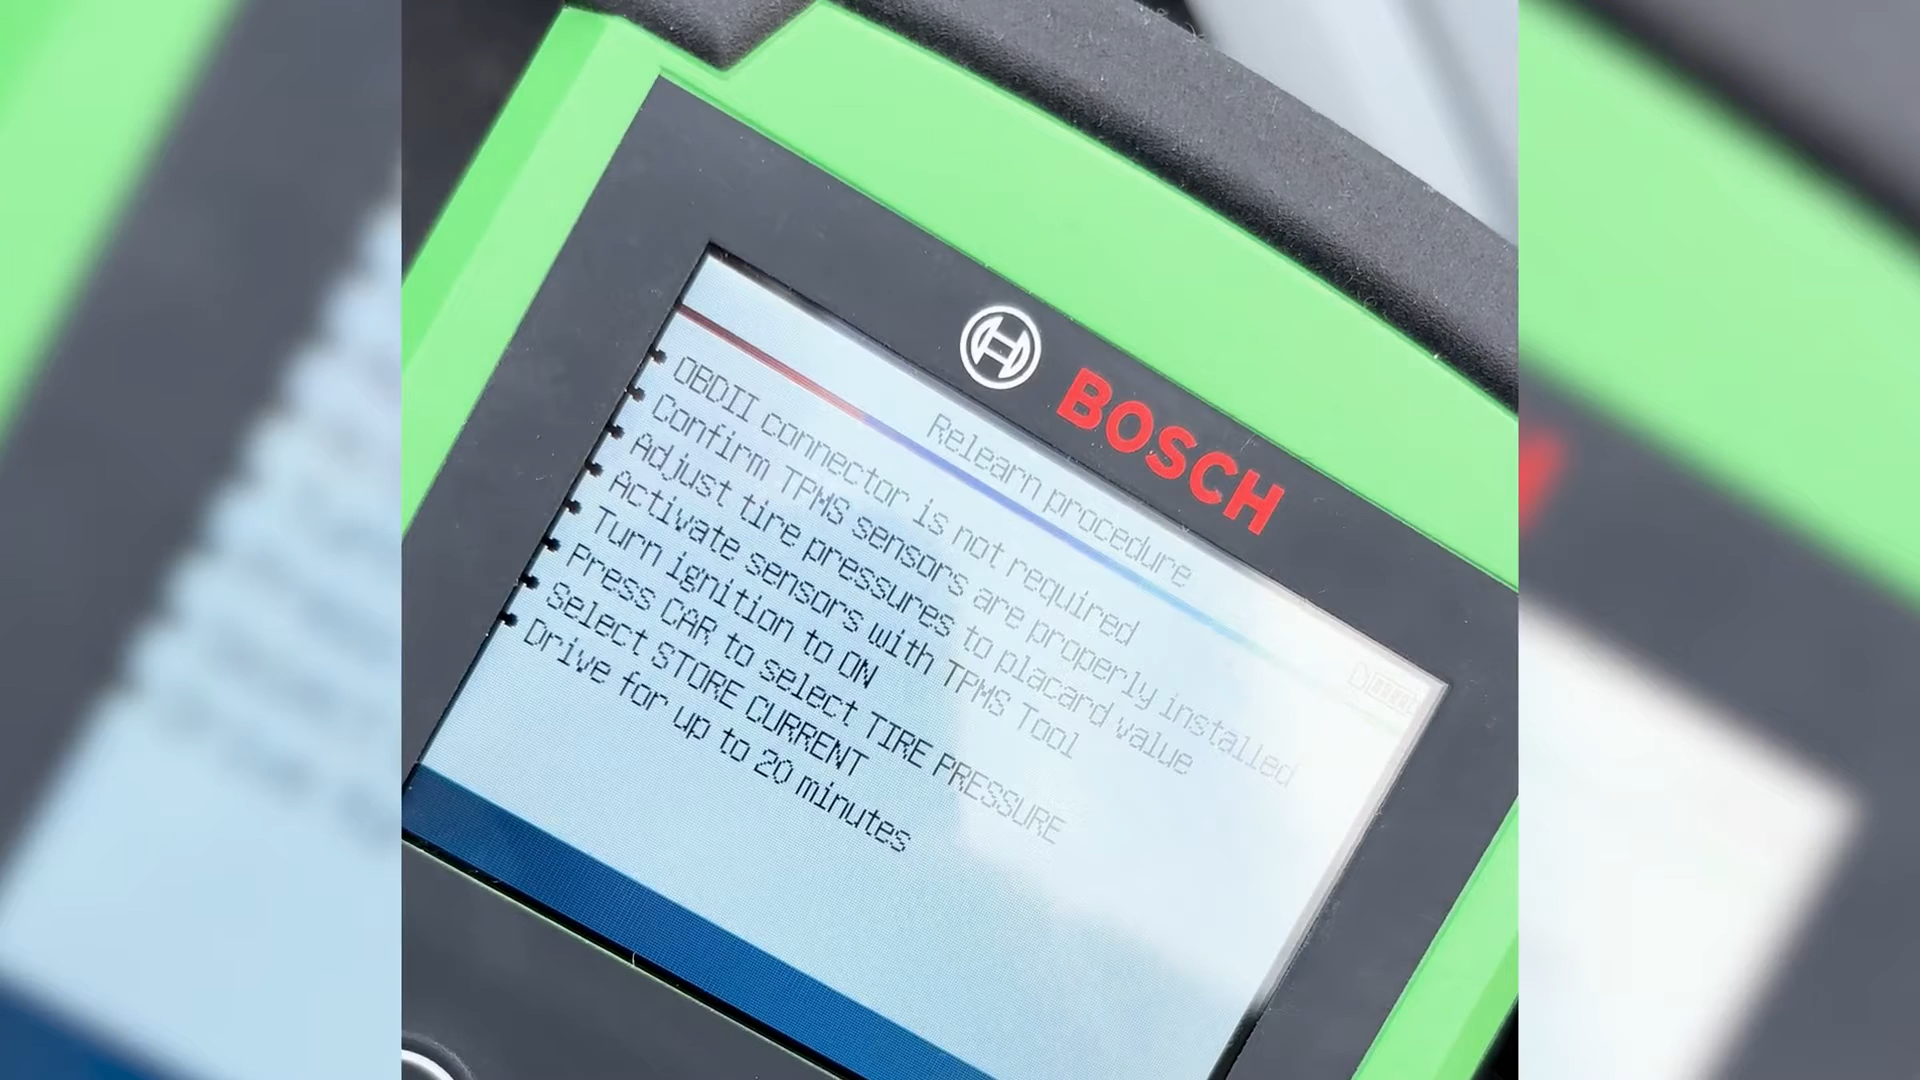 BOSCH
Relearn procedure
OBDII connector is not required
Confirm TPMS sensors are properly installed
Adjust tire pressures to placard value
Activate sensors with TPMS Tool
Turn ignition to ON
Press CAR to select TIRE PRESSURE
Select STORE CURRENT
Drive for up to 20 minutes